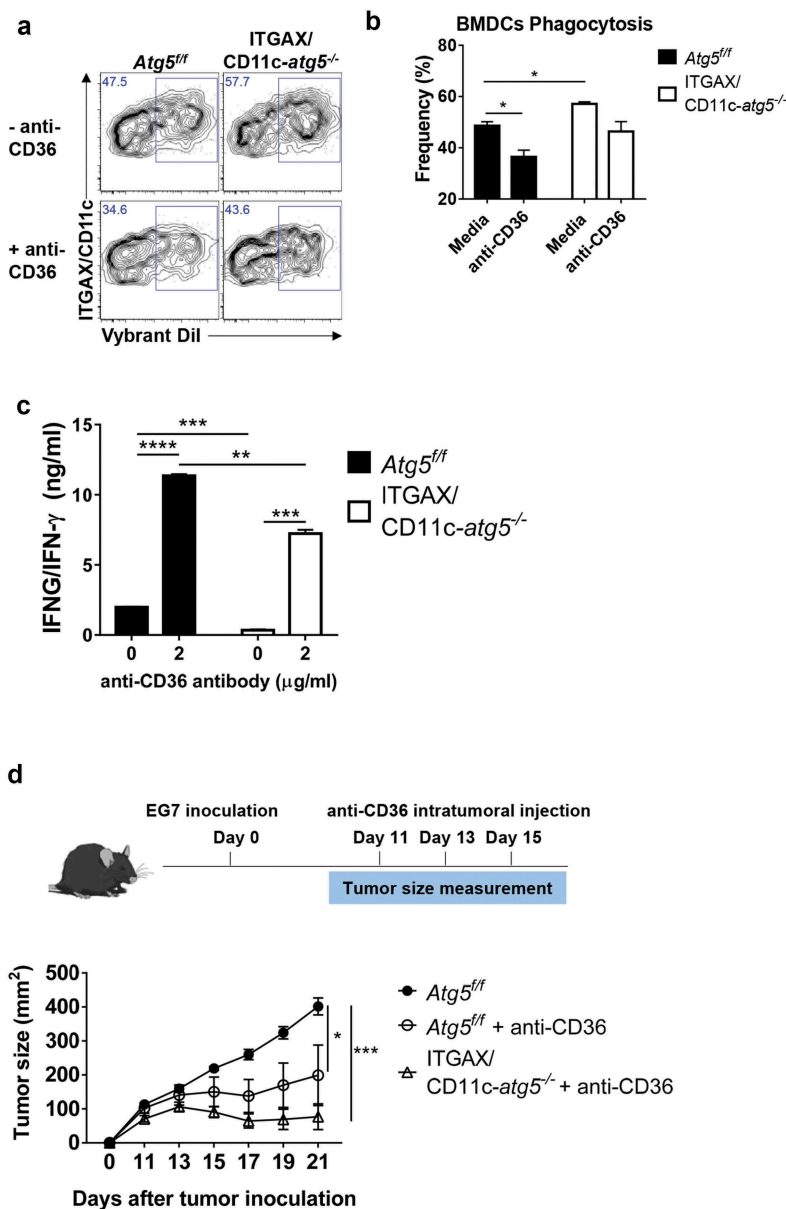 a
Atg5f/f
ITGAX/
CD11c-atg5-/-
- anti-
CD36
47.5
57.7
+ anti-
CD36
34.6
43.6
ITGAX/CD11c
Vybrant DiI
b
BMDCs Phagocytosis
Frequency (%)
80
60
40
20
*
*
Media
anti-CD36
Media
anti-CD36
Atg5f/f
ITGAX/
CD11c-atg5-/-
c
IFNG/IFN-γ (ng/ml)
15
10
5
0
***
****
**
***
0 2 0 2
anti-CD36 antibody (μg/ml)
Atg5f/f
ITGAX/
CD11c-atg5-/-
d
EG7 inoculation
Day 0
anti-CD36 intratumoral injection
Day 11 Day 13 Day 15
Tumor size measurement
Tumor size (mm2)
500
400
300
200
100
0
0 11 13 15 17 19 21
Days after tumor inoculation
*
***
Atg5f/f
Atg5f/f + anti-CD36
ITGAX/
CD11c-atg5-/- + anti-CD36